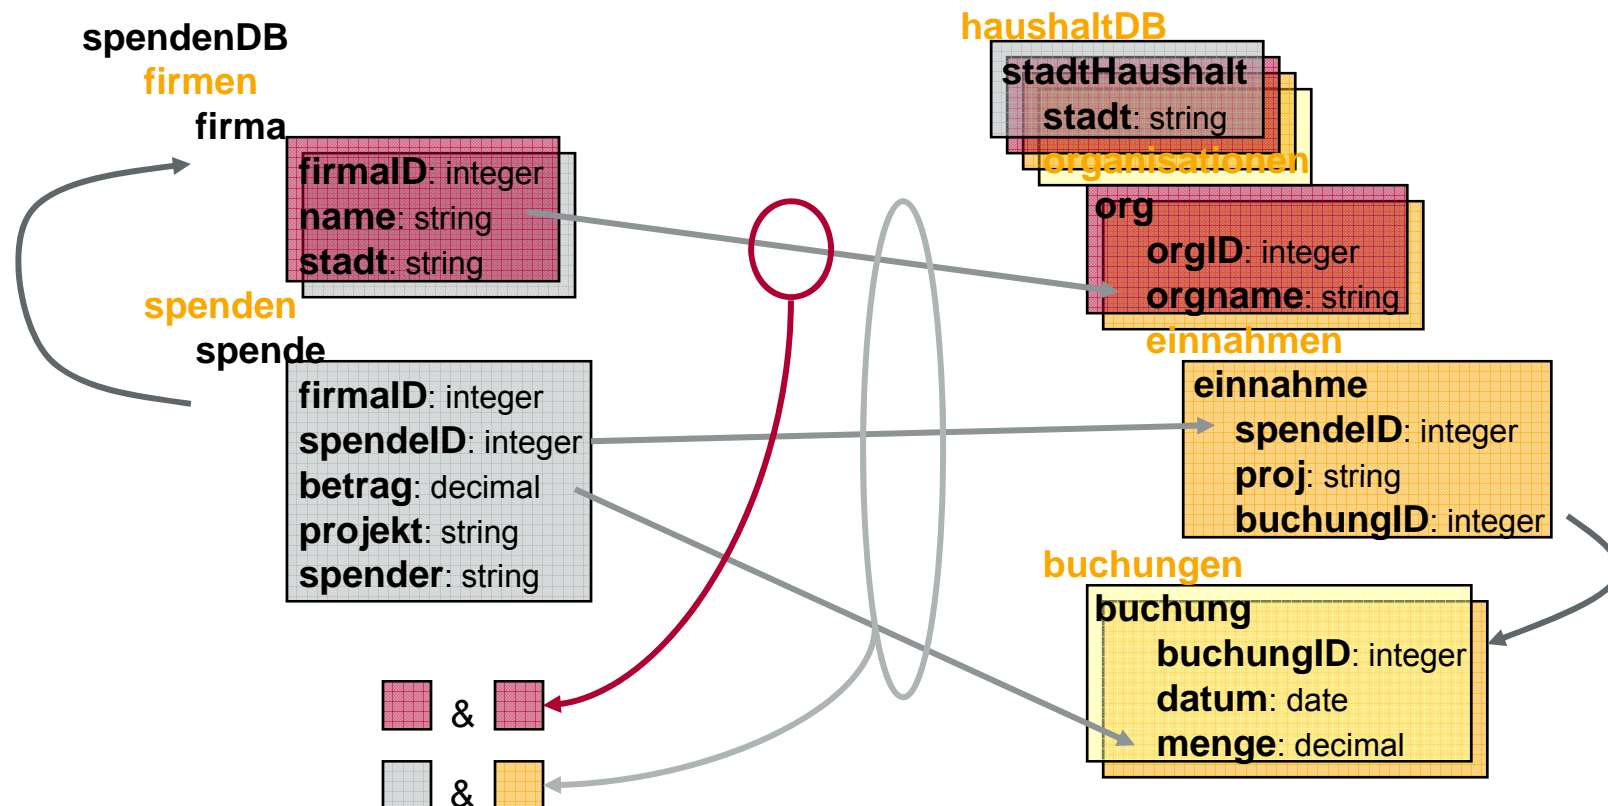 spendenDB
firmen
firma
firmaID: integer
name: string
stadt: string
spenden
spende
firmaID: integer
spendeID: integer
betrag: decimal
projekt: string
spender: string
&
&
haushaltDB
stadtHaushalt
stadt: string
organisationen
org
orgID: integer
orgname: string
einnahmen
einnahme
spendeID: integer
proj: string
buchungID: integer
buchungen
buchung
buchungID: integer
datum: date
menge: decimal